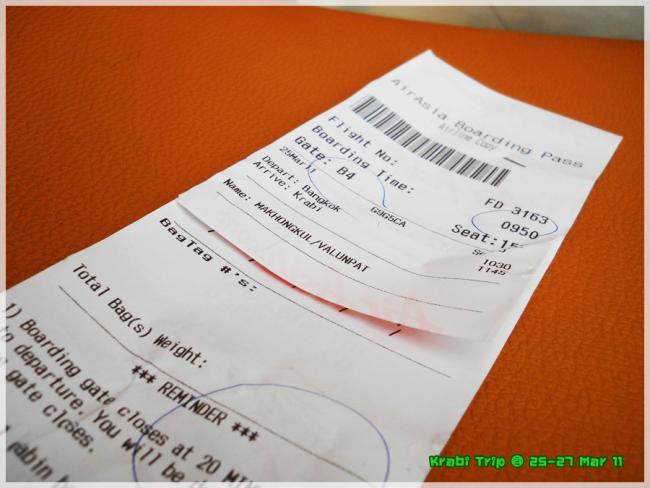 AirAsia Boarding Pass
Airline Copy
Flight No: FD 3163
Boarding Time: 0950
Gate: B4 Seat:
25Mar11 G9G5CA
Depart: Bangkok 1030
Arrive: Krabi 1145
Name: MAKHONGKUL/VALUNPAT
BagTag #'s:
Total Bag(s) Weight:
*** REMINDER ***
1) Boarding gate closes at 20
to departure. You will be
gate closes.
Krabi Trip @ 25-27 Mar 11